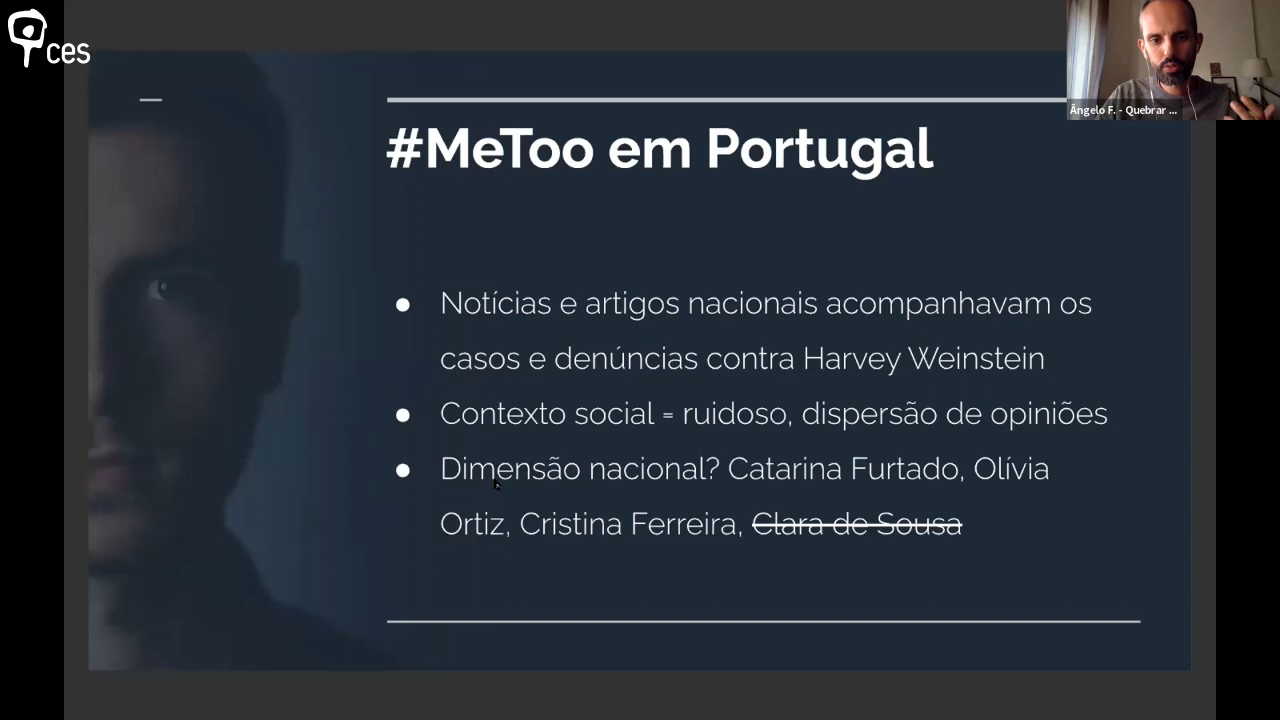 ces
Ângelo F. - Quebrar ...
#MeToo em Portugal
● Notícias e artigos nacionais acompanhavam os
casos e denúncias contra Harvey Weinstein
● Contexto social = ruidoso, dispersão de opiniões
● Dimensão nacional? Catarina Furtado, Olívia
Ortiz, Cristina Ferreira, Clara de Sousa